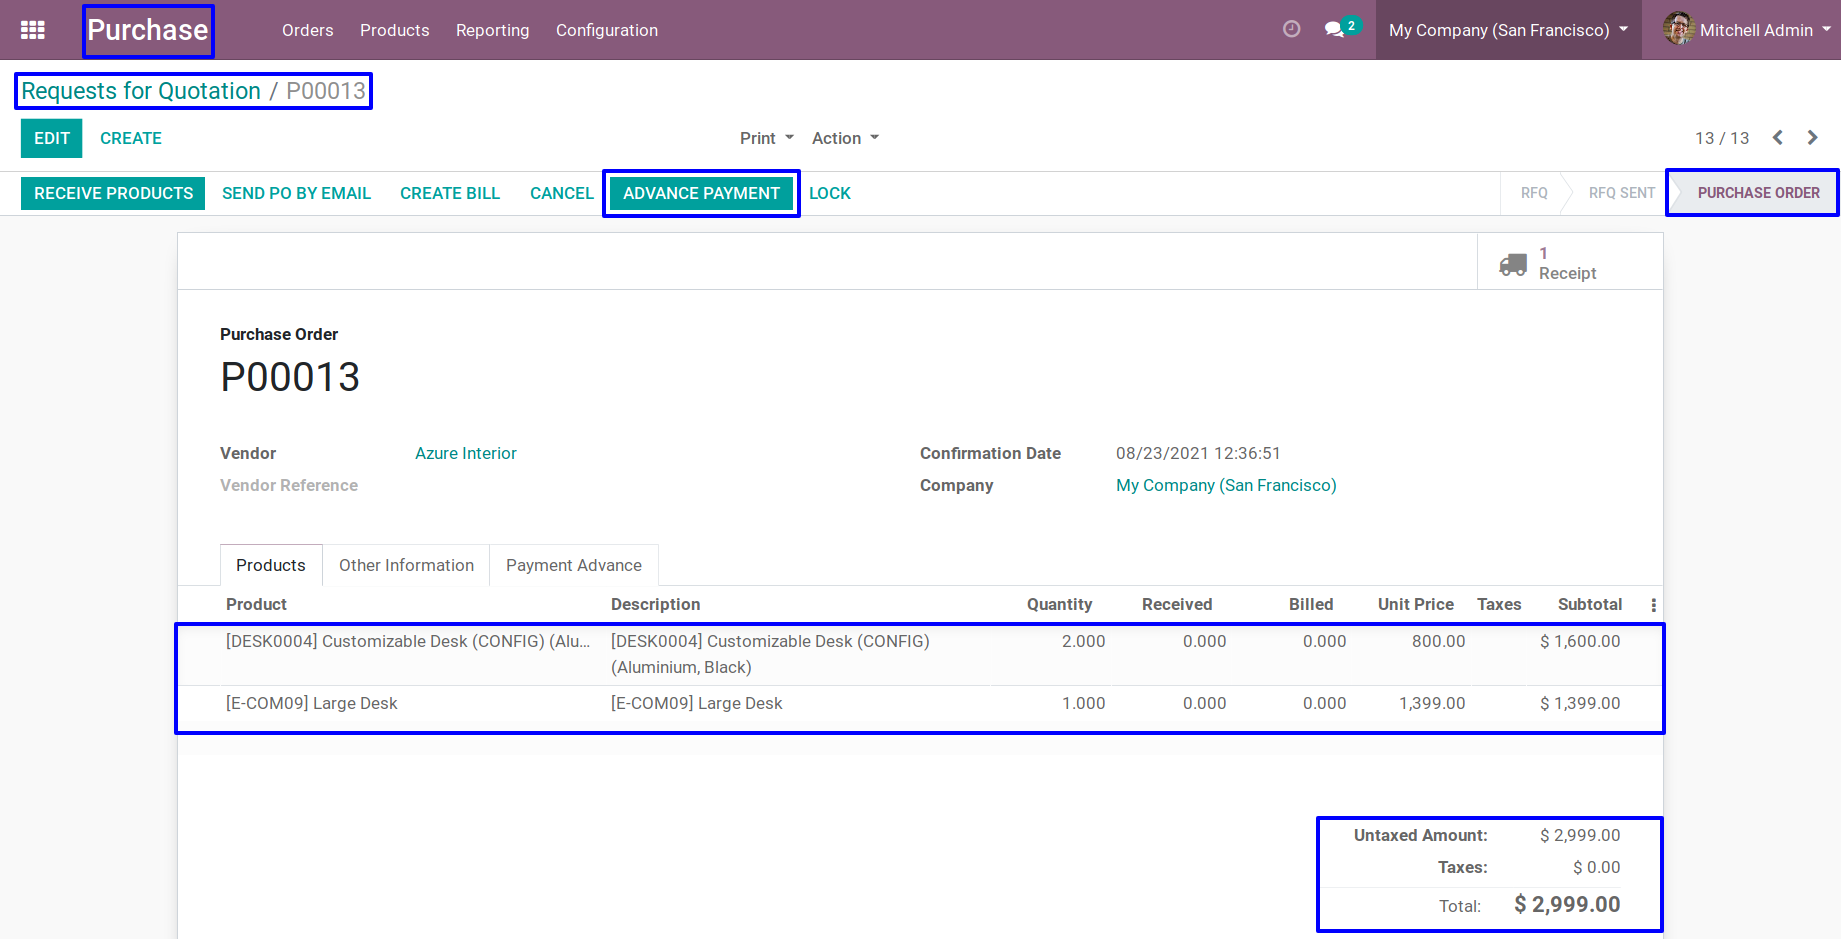 Purchase Orders Products Reporting Configuration 2 My Company (San Francisco) Mitchell Admin
Requests for Quotation / P00013
EDIT CREATE Print Action 13 / 13
RECEIVE PRODUCTS SEND PO BY EMAIL CREATE BILL CANCEL ADVANCE PAYMENT LOCK RFQ RFQ SENT PURCHASE ORDER
1
Receipt
Purchase Order
P00013
Vendor Azure Interior Confirmation Date 08/23/2021 12:36:51
Vendor Reference Company My Company (San Francisco)
Products Other Information Payment Advance
Product Description Quantity Received Billed Unit Price Taxes Subtotal
[DESK0004] Customizable Desk (CONFIG) (Alu... [DESK0004] Customizable Desk (CONFIG) 2.000 0.000 0.000 800.00 $ 1,600.00
(Aluminium, Black)
[E-COM09] Large Desk [E-COM09] Large Desk 1.000 0.000 0.000 1,399.00 $ 1,399.00
Untaxed Amount: $ 2,999.00
Taxes: $ 0.00
Total: $ 2,999.00